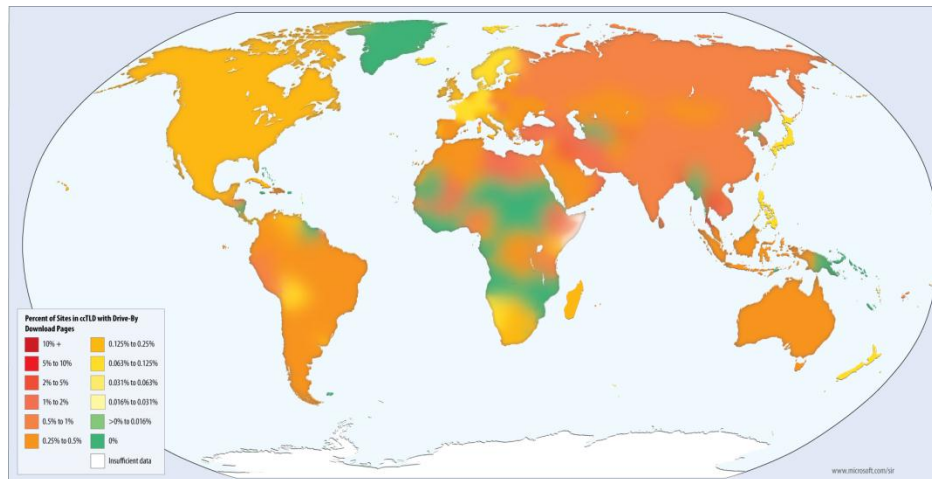 Percent of Sites in ccTLD with Drive-By
Download Pages
10% +
5% to 10%
2% to 5%
1% to 2%
0.5% to 1%
0.25% to 0.5%
0.125% to 0.25%
0.063% to 0.125%
0.031% to 0.063%
0.016% to 0.031%
>0% to 0.016%
0%
Insufficient data
www.microsoft.com/sir